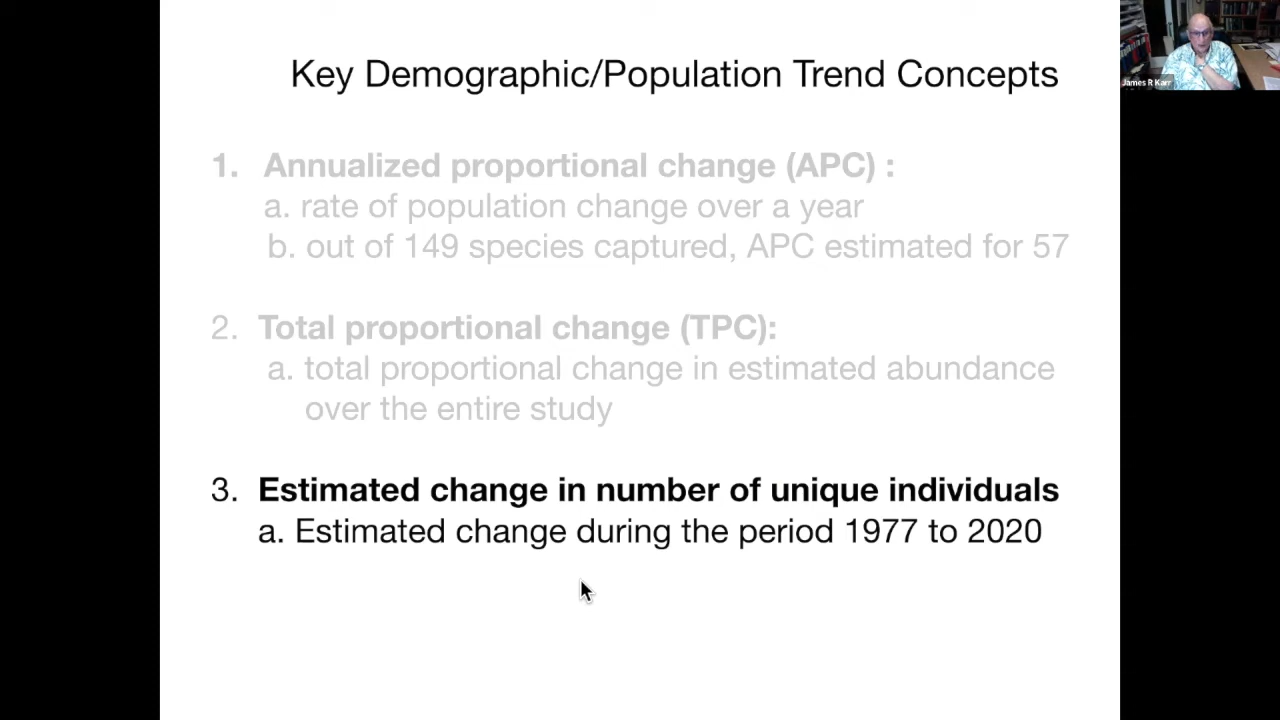 Key Demographic/Population Trend Concepts
James R Karr
1. Annualized proportional change (APC) :
a. rate of population change over a year
b. out of 149 species captured, APC estimated for 57
2. Total proportional change (TPC):
a. total proportional change in estimated abundance
over the entire study
3. Estimated change in number of unique individuals
a. Estimated change during the period 1977 to 2020